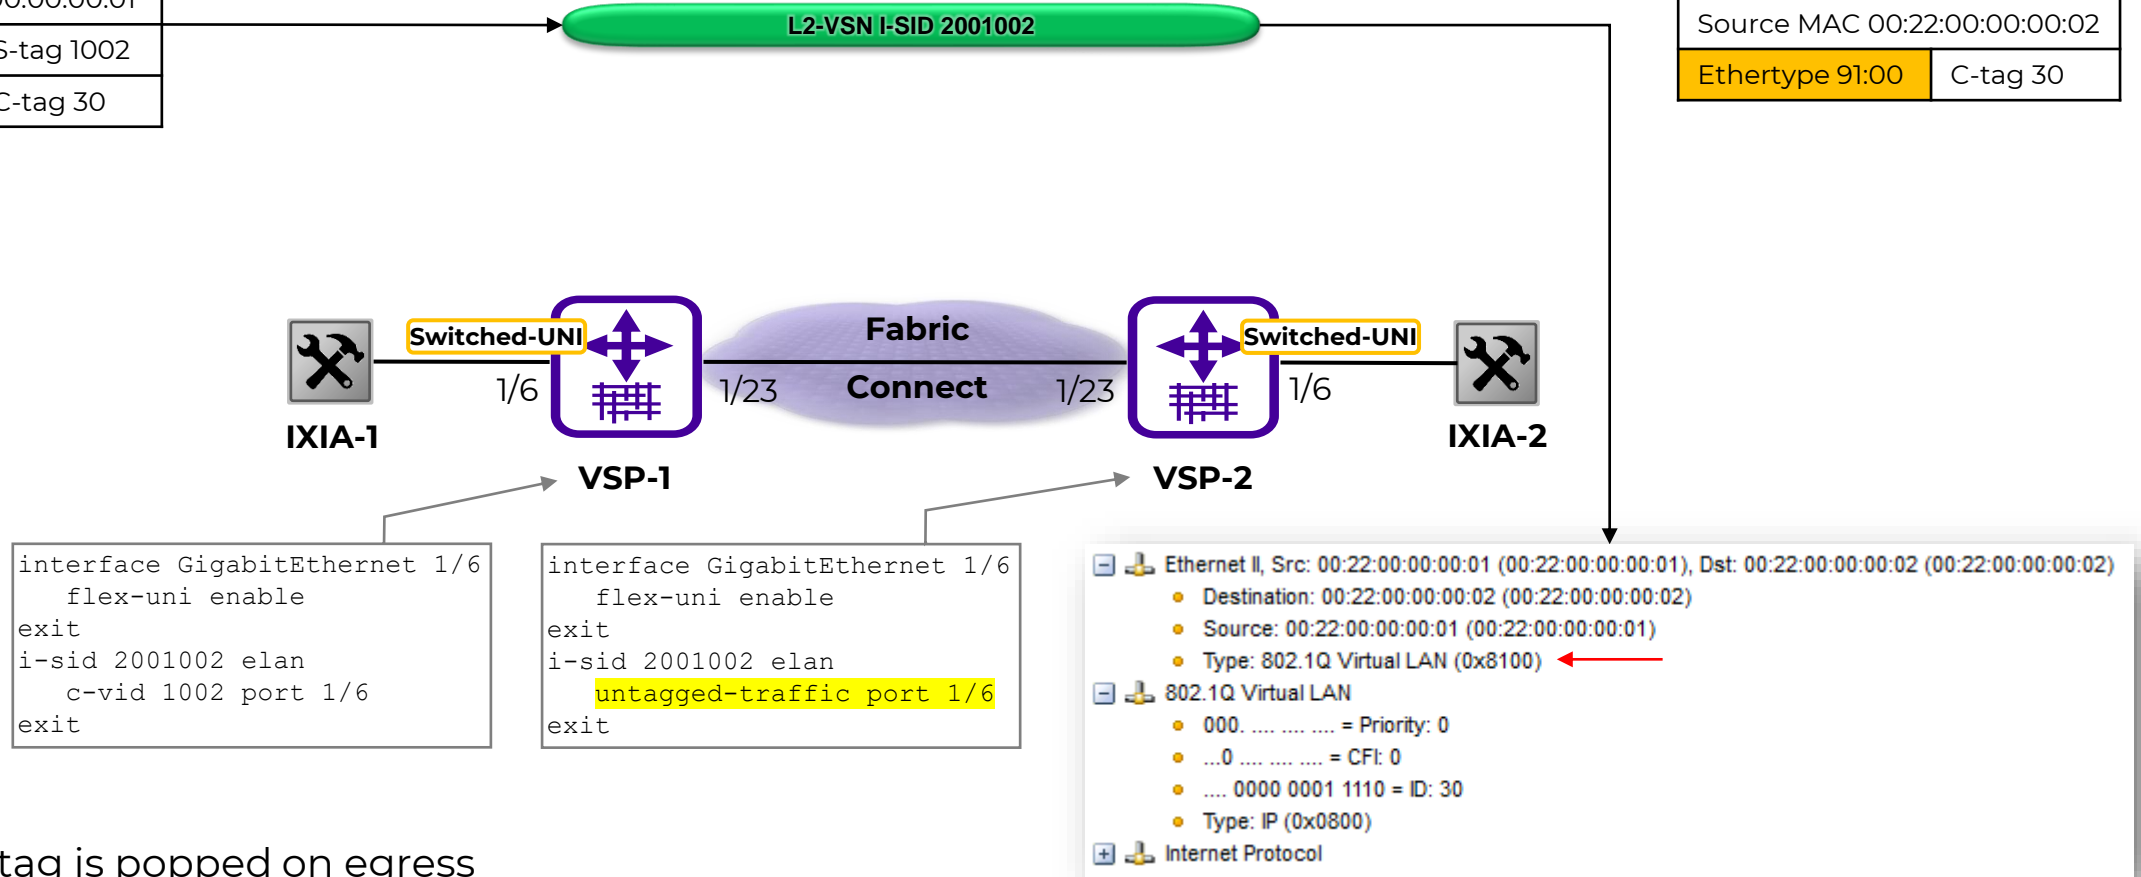 00:00:00:01
S-tag 1002
C-tag 30
L2-VSN I-SID 2001002
Source MAC 00:22:00:00:00:02
Ethertype 91:00 C-tag 30
Switched-UNI
Fabric
Connect
Switched-UNI
1/6
1/23
1/23
1/6
IXIA-1
IXIA-2
VSP-1
VSP-2
interface GigabitEthernet 1/6
flex-uni enable
exit
i-sid 2001002 elan
c-vid 1002 port 1/6
exit
interface GigabitEthernet 1/6
flex-uni enable
exit
i-sid 2001002 elan
untagged-traffic port 1/6
exit
Ethernet II, Src: 00:22:00:00:00:01 (00:22:00:00:00:01), Dst: 00:22:00:00:00:02 (00:22:00:00:00:02)
Destination: 00:22:00:00:00:02 (00:22:00:00:00:02)
Source: 00:22:00:00:00:01 (00:22:00:00:00:01)
Type: 802.1Q Virtual LAN (0x8100)
802.1Q Virtual LAN
000. .... .... .... = Priority: 0
...0 .... .... .... = CFI: 0
.... 0000 0001 1110 = ID: 30
Type: IP (0x0800)
Internet Protocol
tag is popped on egress